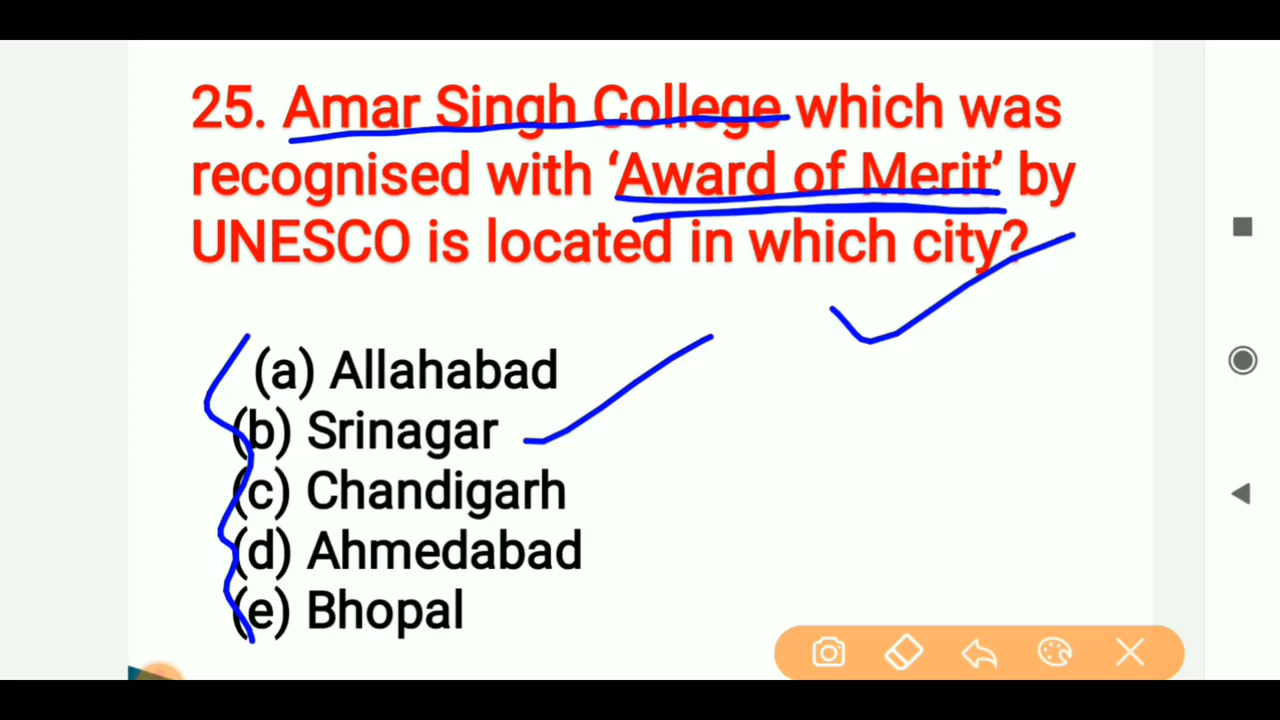 25. Amar Singh College which was
recognised with ‘Award of Merit’ by
UNESCO is located in which city?
(a) Allahabad
(b) Srinagar
(c) Chandigarh
(d) Ahmedabad
(e) Bhopal